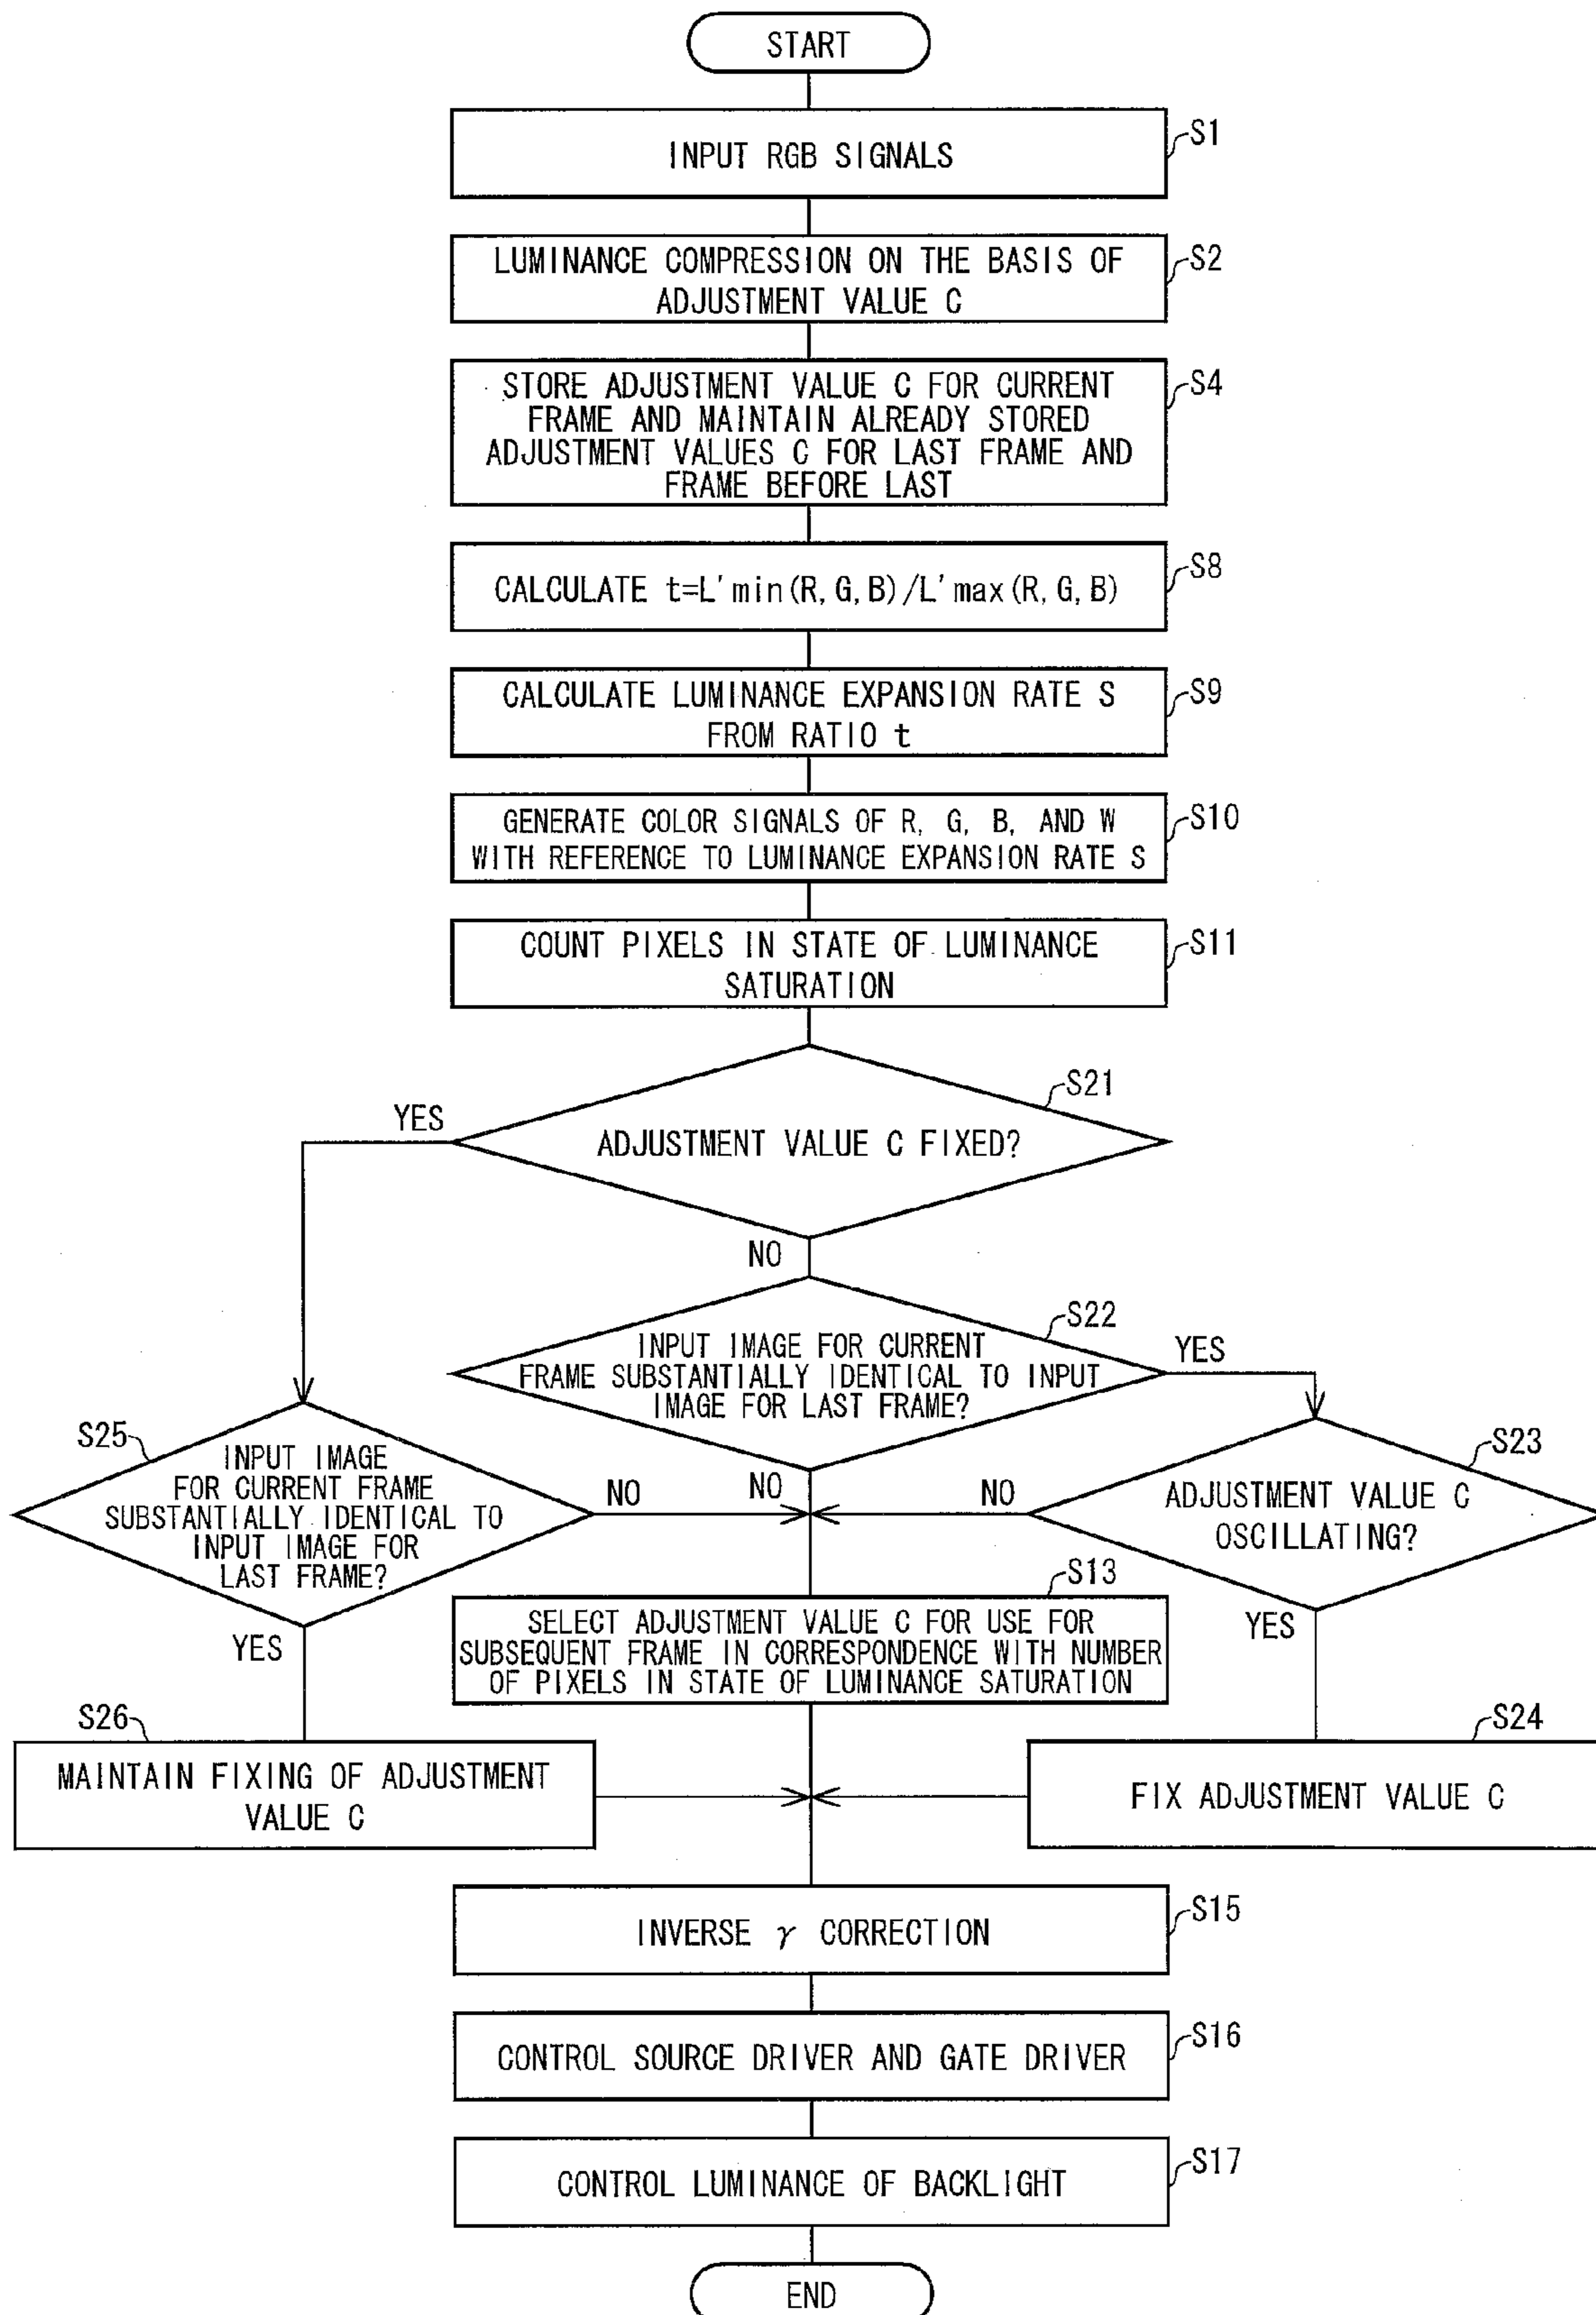 START
INPUT RGB SIGNALS
S1
LUMINANCE COMPRESSION ON THE BASIS OF
ADJUSTMENT VALUE C
S2
STORE ADJUSTMENT VALUE C FOR CURRENT
FRAME AND MAINTAIN ALREADY STORED
ADJUSTMENT VALUES C FOR LAST FRAME AND
FRAME BEFORE LAST
S4
CALCULATE t=L'min(R,G,B)/L'max(R,G,B)
S8
CALCULATE LUMINANCE EXPANSION RATE S
FROM RATIO t
S9
GENERATE COLOR SIGNALS OF R, G, B, AND W
WITH REFERENCE TO LUMINANCE EXPANSION RATE S
S10
COUNT PIXELS IN STATE OF LUMINANCE
SATURATION
S11
S21
YES
ADJUSTMENT VALUE C FIXED?
NO
S22
INPUT IMAGE FOR CURRENT
FRAME SUBSTANTIALLY IDENTICAL TO INPUT
IMAGE FOR LAST FRAME?
YES
NO
S25
INPUT IMAGE
FOR CURRENT FRAME
SUBSTANTIALLY IDENTICAL TO
INPUT IMAGE FOR
LAST FRAME?
NO
YES
S23
ADJUSTMENT VALUE C
OSCILLATING?
NO
YES
S13
SELECT ADJUSTMENT VALUE C FOR USE FOR
SUBSEQUENT FRAME IN CORRESPONDENCE WITH NUMBER
OF PIXELS IN STATE OF LUMINANCE SATURATION
S26
MAINTAIN FIXING OF ADJUSTMENT
VALUE C
S24
FIX ADJUSTMENT VALUE C
INVERSE γ CORRECTION
S15
CONTROL SOURCE DRIVER AND GATE DRIVER
S16
CONTROL LUMINANCE OF BACKLIGHT
S17
END